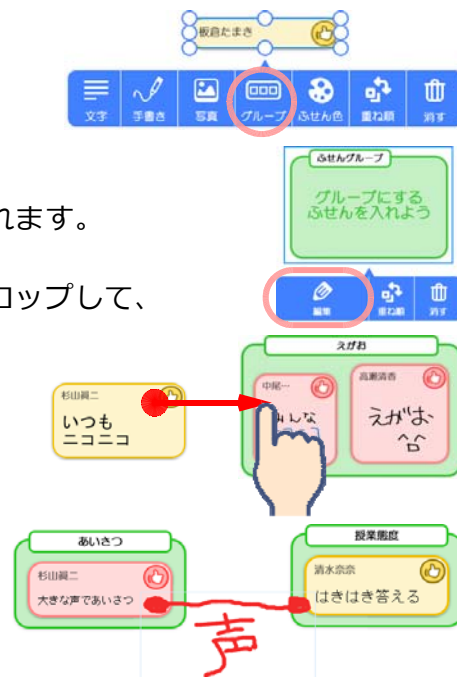 板倉たまき
文字 手書き 写真 グループ ふせん色 重ね順 消す
ふせんグループ
グループにする
ふせんを入れよう
れます。
コップして、
編集 重ね順 消す
えがお
杉山眞二
いつも
ニコニコ
中尾…
みんな
高瀬清香
えがお
あいさつ
杉山眞二
大きな声であいさつ
授業態度
清水奈奈
はきはき答える
声